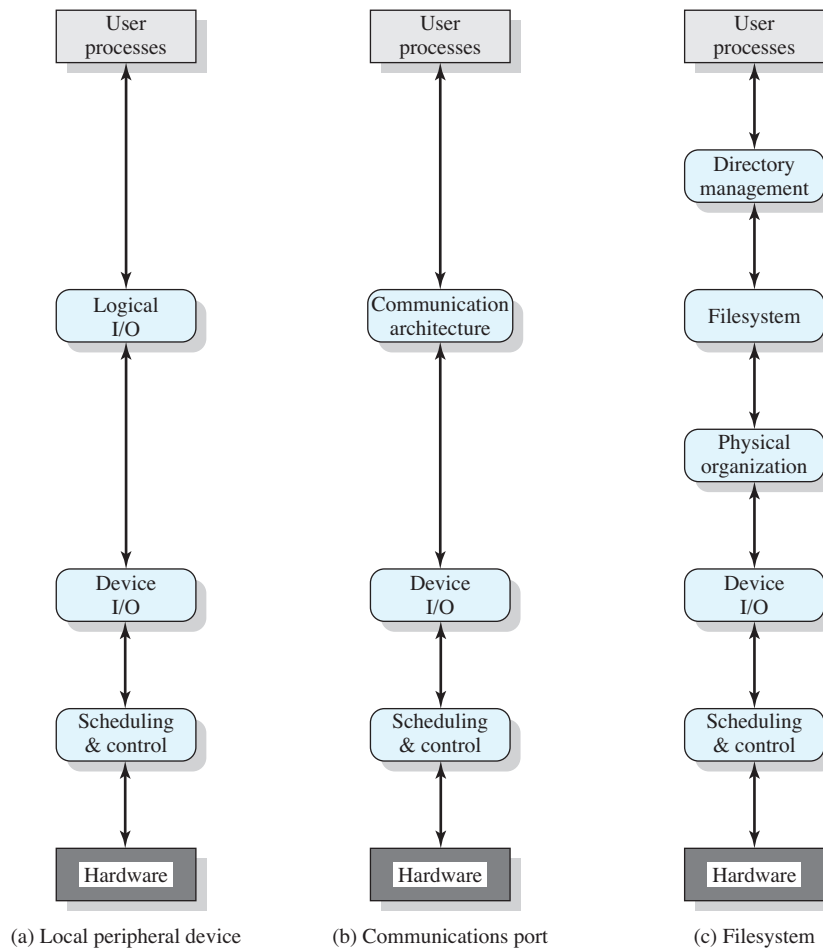 User
processes
Logical
I/O
Device
I/O
Scheduling
& control
Hardware
(a) Local peripheral device
User
processes
Communication
architecture
Device
I/O
Scheduling
& control
Hardware
(b) Communications port
User
processes
Directory
management
Filesystem
Physical
organization
Device
I/O
Scheduling
& control
Hardware
(c) Filesystem